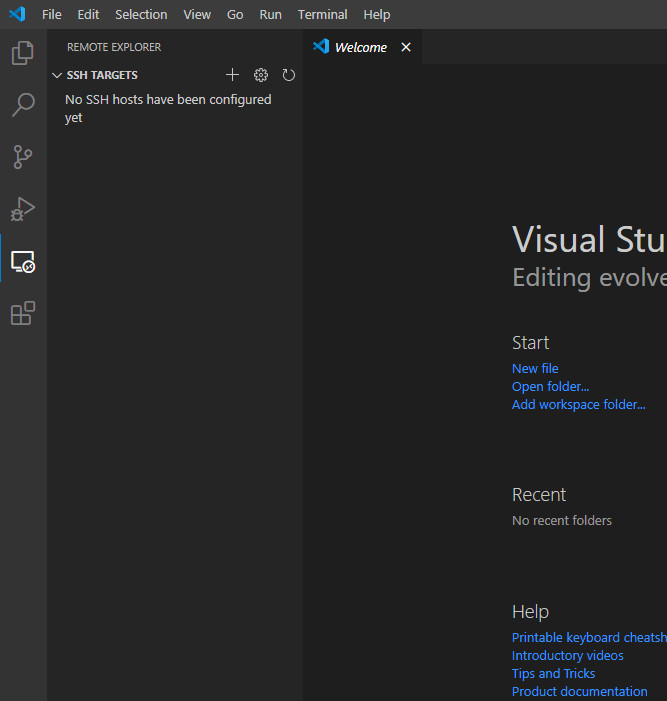 File Edit Selection View Go Run Terminal Help
REMOTE EXPLORER
SSH TARGETS
No SSH hosts have been configured
yet
Welcome
Visual Stu
Editing evolve
Start
New file
Open folder...
Add workspace folder...
Recent
No recent folders
Help
Printable keyboard cheatsh
Introductory videos
Tips and Tricks
Product documentation